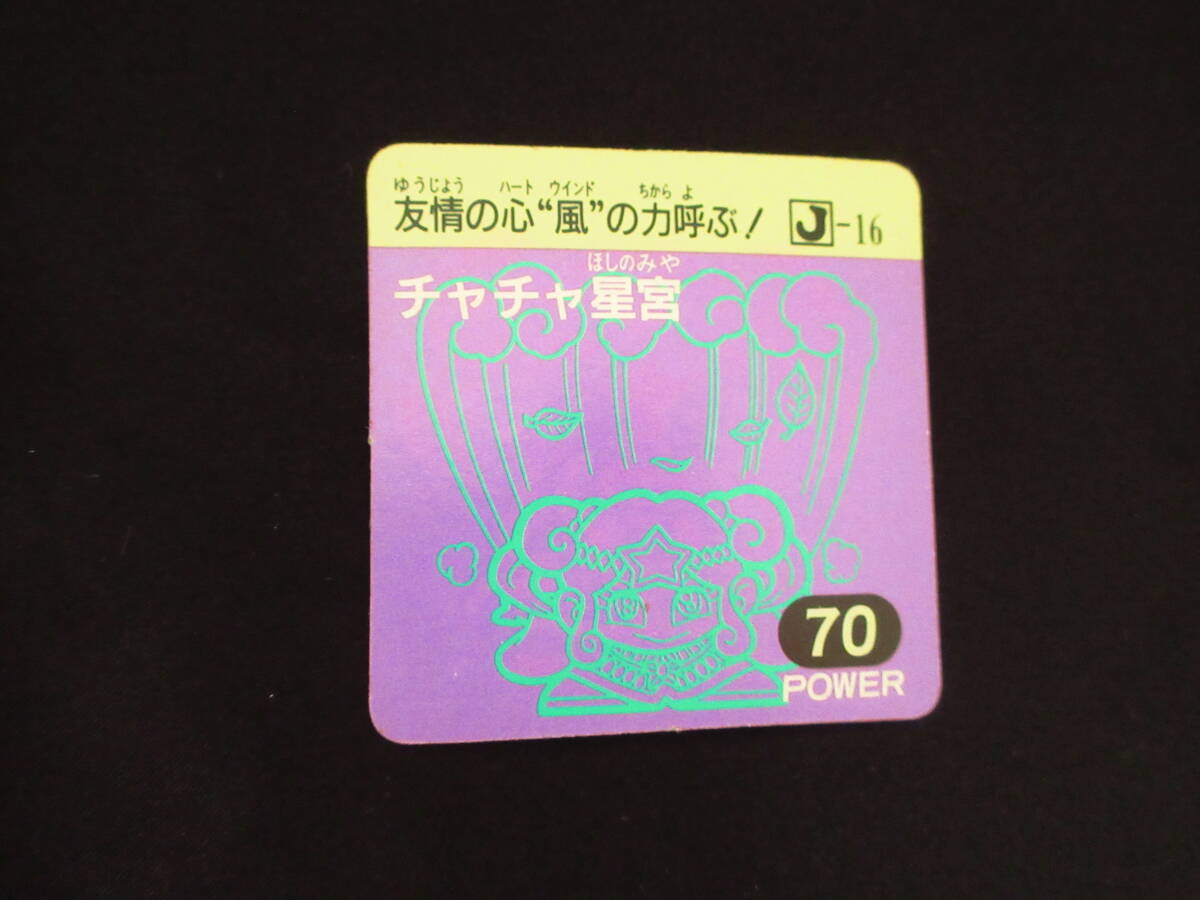 ゆうじょう ハート ウインド ちから よ
友情の心“風”の力呼ぶ! J-16
ほしのみや
チャチャ星宮
70
POWER